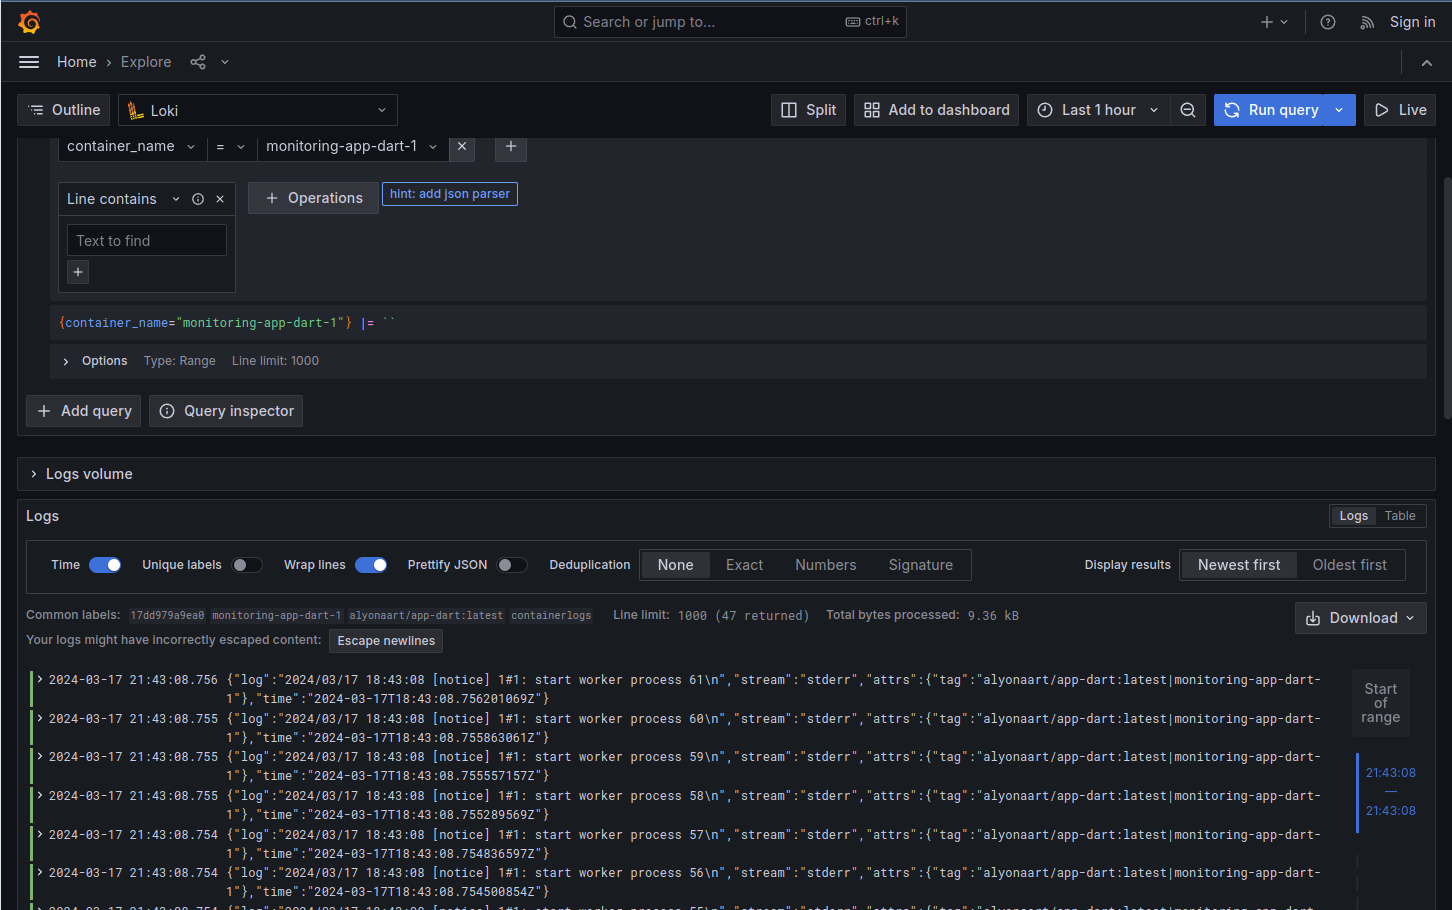 Search or jump to... ctrl+k Sign in
Home › Explore
Outline Loki Split Add to dashboard Last 1 hour Run query Live
container_name = monitoring-app-dart-1
Line contains Operations hint: add json parser
Text to find
{container_name="monitoring-app-dart-1"} |= ``
Options Type: Range Line limit: 1000
Add query Query inspector
Logs volume
Logs Logs Table
Time Unique labels Wrap lines Prettify JSON Deduplication None Exact Numbers Signature Display results Newest first Oldest first
Common labels: 17dd979a9ea0 monitoring-app-dart-1 alyonaart/app-dart:latest containerlogs Line limit: 1000 (47 returned) Total bytes processed: 9.36 kB Download
Your logs might have incorrectly escaped content: Escape newlines
2024-03-17 21:43:08.756 {"log":"2024/03/17 18:43:08 [notice] 1#1: start worker process 61\n","stream":"stderr","attrs":{"tag":"alyonaart/app-dart:latest|monitoring-app-dart-
1"},"time":"2024-03-17T18:43:08.756201069Z"}
2024-03-17 21:43:08.755 {"log":"2024/03/17 18:43:08 [notice] 1#1: start worker process 60\n","stream":"stderr","attrs":{"tag":"alyonaart/app-dart:latest|monitoring-app-dart-
1"},"time":"2024-03-17T18:43:08.755863061Z"}
2024-03-17 21:43:08.755 {"log":"2024/03/17 18:43:08 [notice] 1#1: start worker process 59\n","stream":"stderr","attrs":{"tag":"alyonaart/app-dart:latest|monitoring-app-dart-
1"},"time":"2024-03-17T18:43:08.755557157Z"}
2024-03-17 21:43:08.755 {"log":"2024/03/17 18:43:08 [notice] 1#1: start worker process 58\n","stream":"stderr","attrs":{"tag":"alyonaart/app-dart:latest|monitoring-app-dart-
1"},"time":"2024-03-17T18:43:08.755289569Z"}
2024-03-17 21:43:08.754 {"log":"2024/03/17 18:43:08 [notice] 1#1: start worker process 57\n","stream":"stderr","attrs":{"tag":"alyonaart/app-dart:latest|monitoring-app-dart-
1"},"time":"2024-03-17T18:43:08.754836597Z"}
2024-03-17 21:43:08.754 {"log":"2024/03/17 18:43:08 [notice] 1#1: start worker process 56\n","stream":"stderr","attrs":{"tag":"alyonaart/app-dart:latest|monitoring-app-dart-
1"},"time":"2024-03-17T18:43:08.754500854Z"}
Start
of
range
21:43:08
—
21:43:08